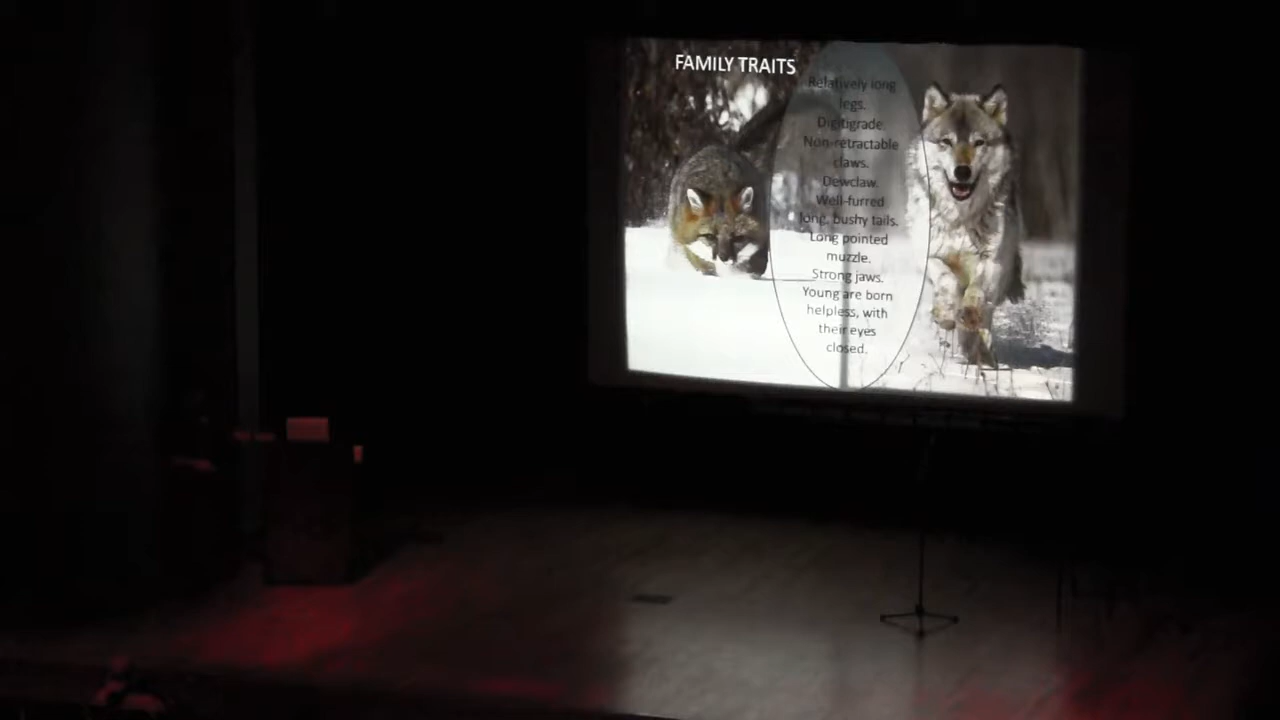 FAMILY TRAITS
Relatively long
legs.
Digitigrade.
Non-retractable
claws.
Dewclaw.
Well-furred
long, bushy tails.
Long pointed
muzzle.
Strong jaws.
Young are born
helpless, with
their eyes
closed.